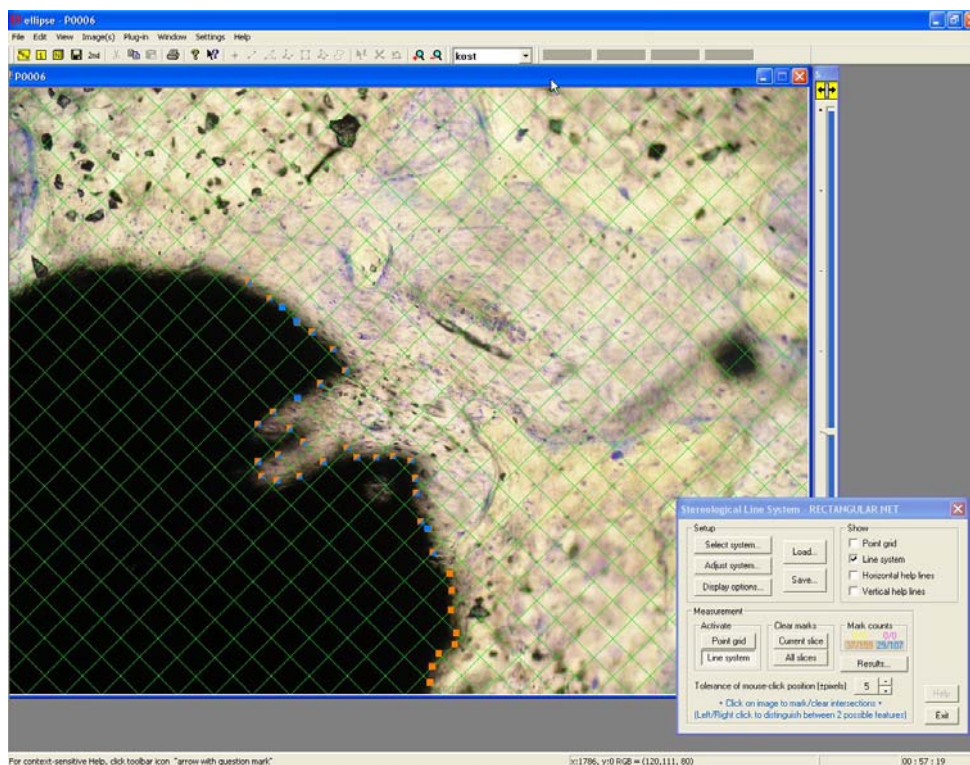 ellipse - P0006
File Edit View Image(s) Plug-in Window Settings Help
2nd
kost
P0006
S...
Stereological Line System - RECTANGULAR NET
Setup
Select system...
Adjust system...
Display options...
Load...
Save...
Show
Point grid
Line system
Horizontal help lines
Vertical help lines
Measurement
Activate
Point grid
Line system
Clear marks
Current slice
All slices
Mark counts
0/0
29/107
Results...
Tolerance of mouse-click position (±pixels) 5
• Click on image to mark/clear intersections •
(Left/Right click to distinguish between 2 possible features)
Help
Exit
For context-sensitive Help, click toolbar icon "arrow with question mark"
x:1786, y:0 RGB = (120,111, 80)
00 : 57 : 19